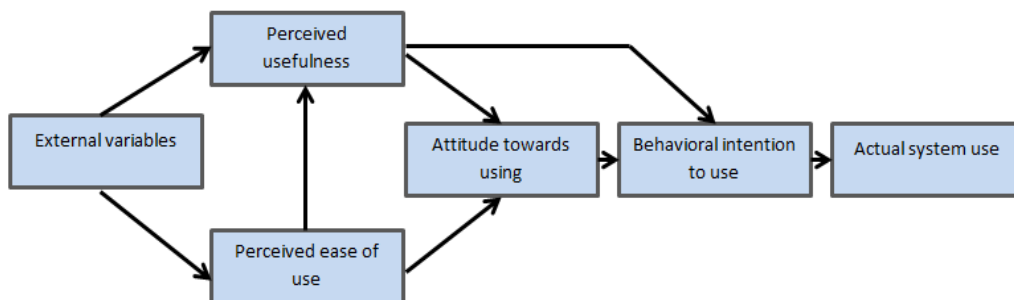 Perceived
usefulness
External variables
Attitude towards
using
Behavioral intention
to use
Actual system use
Perceived ease of
use